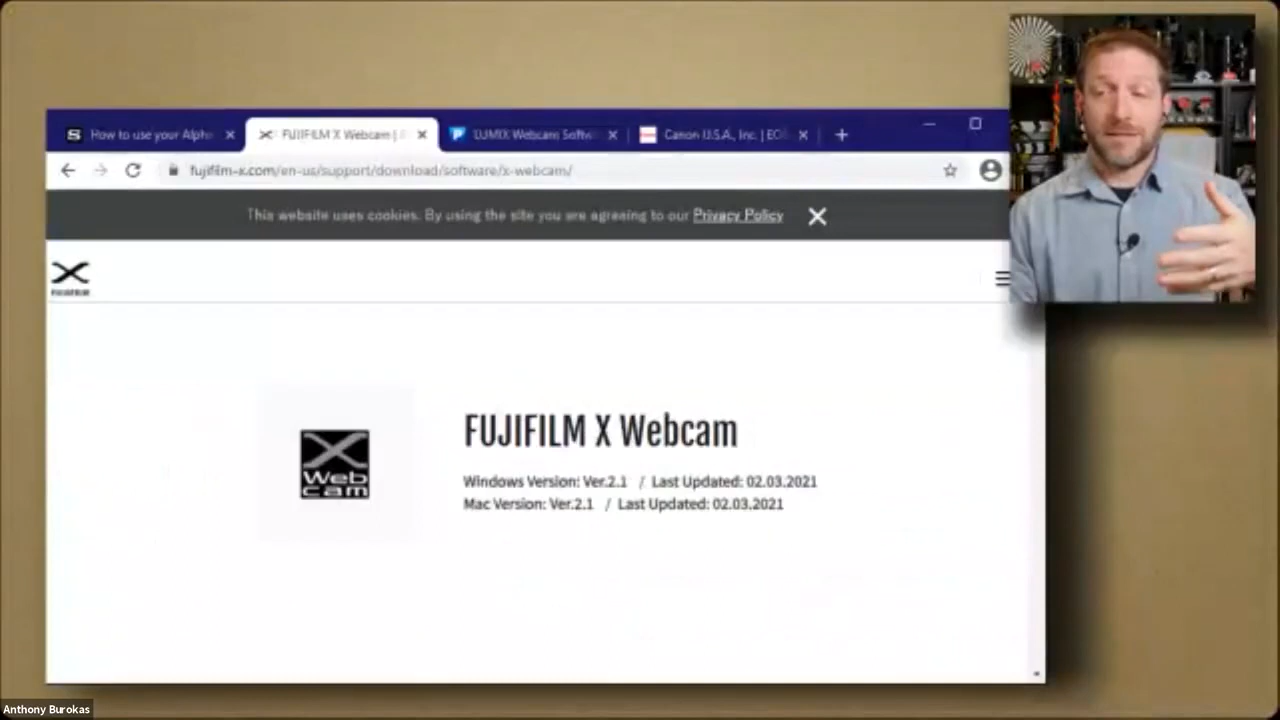 How to use your Alph
FUJIFILM X Webcam |
LUMIX Webcam Softw
Canon U.S.A., Inc. | EO
fujifilm-x.com/en-us/support/download/software/x-webcam/
This website uses cookies. By using the site you are agreeing to our Privacy Policy
FUJIFILM
Web
cam
FUJIFILM X Webcam
Windows Version: Ver.2.1 / Last Updated: 02.03.2021
Mac Version: Ver.2.1 / Last Updated: 02.03.2021
Anthony Burokas